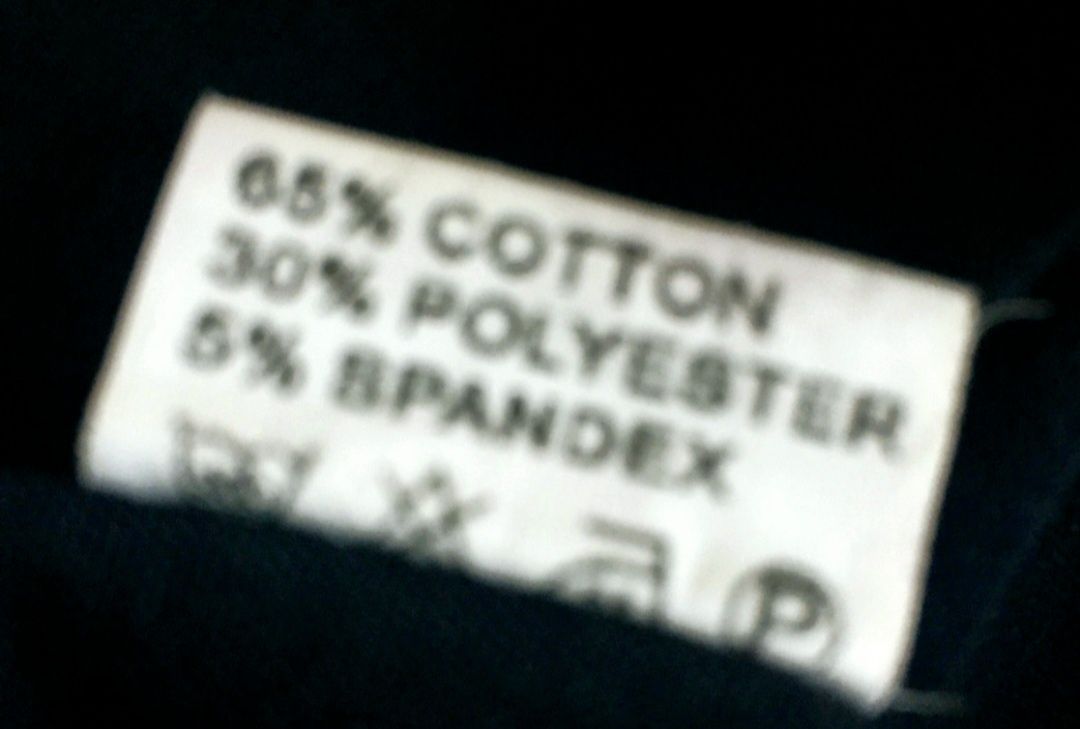 65% COTTON
30% POLYESTER
5% SPANDEX
P